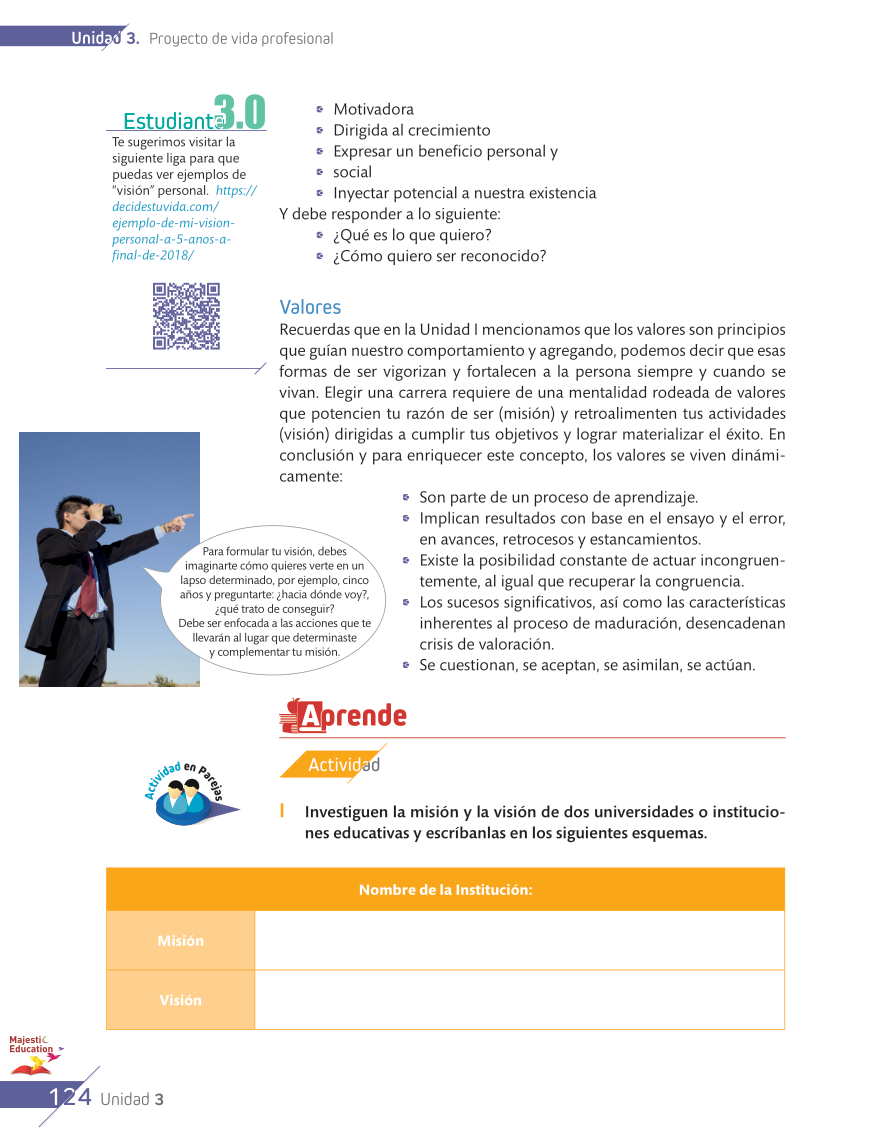 Unidad 3. Proyecto de vida profesional
Estudiante 3.0
Te sugerimos visitar la
siguiente liga para que
puedas ver ejemplos de
“visión” personal. https://
decidestuvida.com/
ejemplo-de-mi-vision-
personal-a-5-anos-a-
final-de-2018/
Motivadora
Dirigida al crecimiento
Expresar un beneficio personal y
social
Inyectar potencial a nuestra existencia
Y debe responder a lo siguiente:
¿Qué es lo que quiero?
¿Cómo quiero ser reconocido?
Valores
Recuerdas que en la Unidad I mencionamos que los valores son principios
que guían nuestro comportamiento y agregando, podemos decir que esas
formas de ser vigorizan y fortalecen a la persona siempre y cuando se
vivan. Elegir una carrera requiere de una mentalidad rodeada de valores
que potencien tu razón de ser (misión) y retroalimenten tus actividades
(visión) dirigidas a cumplir tus objetivos y lograr materializar el éxito. En
conclusión y para enriquecer este concepto, los valores se viven dinámi-
camente:
Son parte de un proceso de aprendizaje.
Implican resultados con base en el ensayo y el error,
en avances, retrocesos y estancamientos.
Existe la posibilidad constante de actuar incongruen-
temente, al igual que recuperar la congruencia.
Los sucesos significativos, así como las características
inherentes al proceso de maduración, desencadenan
crisis de valoración.
Se cuestionan, se aceptan, se asimilan, se actúan.
Para formular tu visión, debes
imaginarte cómo quieres verte en un
lapso determinado, por ejemplo, cinco
años y preguntarte: ¿hacia dónde voy?,
¿qué trato de conseguir?
Debe ser enfocada a las acciones que te
llevarán al lugar que determinaste
y complementar tu misión.
Aprende
Actividad
Actividad en Parejas
I Investiguen la misión y la visión de dos universidades o institucio-
nes educativas y escríbanlas en los siguientes esquemas.
Nombre de la Institución:
Misión
Visión
Majestic
Education
124 Unidad 3